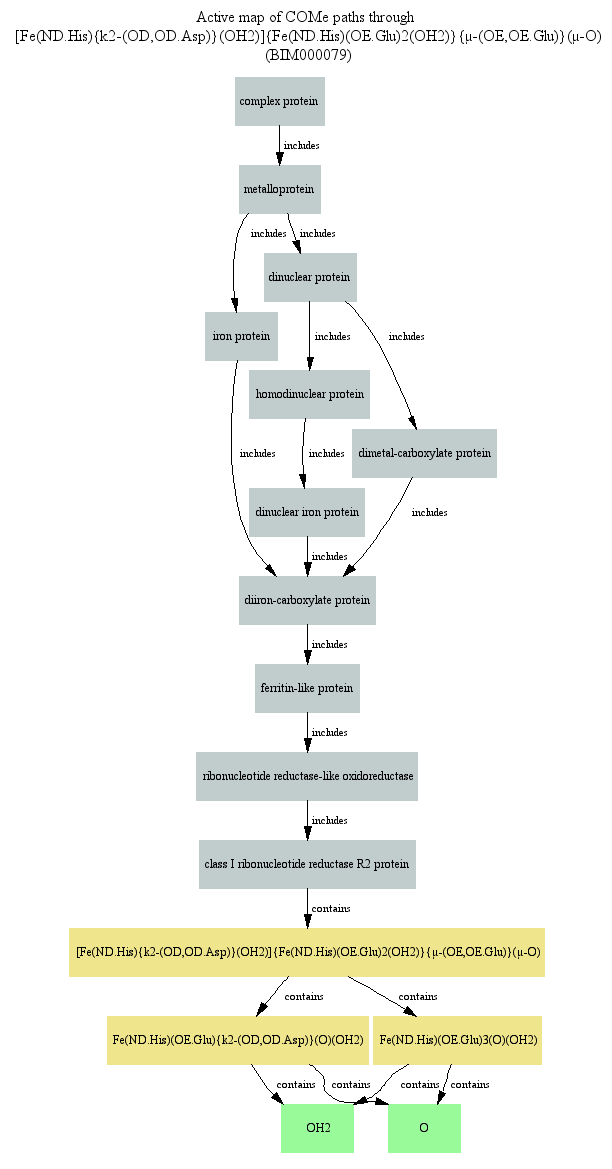 Active map of COMe paths through
[Fe(ND.His){k2-(OD,OD.Asp)}(OH2)]{Fe(ND.His)(OE.Glu)2(OH2)}{μ-(OE,OE.Glu)}(μ-O)
(BIM000079)
complex protein
includes
metalloprotein
includes
includes
dinuclear protein
iron protein
includes
includes
homodinuclear protein
dimetal-carboxylate protein
includes
includes
dinuclear iron protein
includes
includes
diiron-carboxylate protein
includes
ferritin-like protein
includes
ribonucleotide reductase-like oxidoreductase
includes
class I ribonucleotide reductase R2 protein
contains
[Fe(ND.His){k2-(OD,OD.Asp)}(OH2)]{Fe(ND.His)(OE.Glu)2(OH2)}{μ-(OE,OE.Glu)}(μ-O)
contains
contains
Fe(ND.His)(OE.Glu){k2-(OD,OD.Asp)}(O)(OH2)
Fe(ND.His)(OE.Glu)3(O)(OH2)
contains
contains
contains
contains
OH2
O